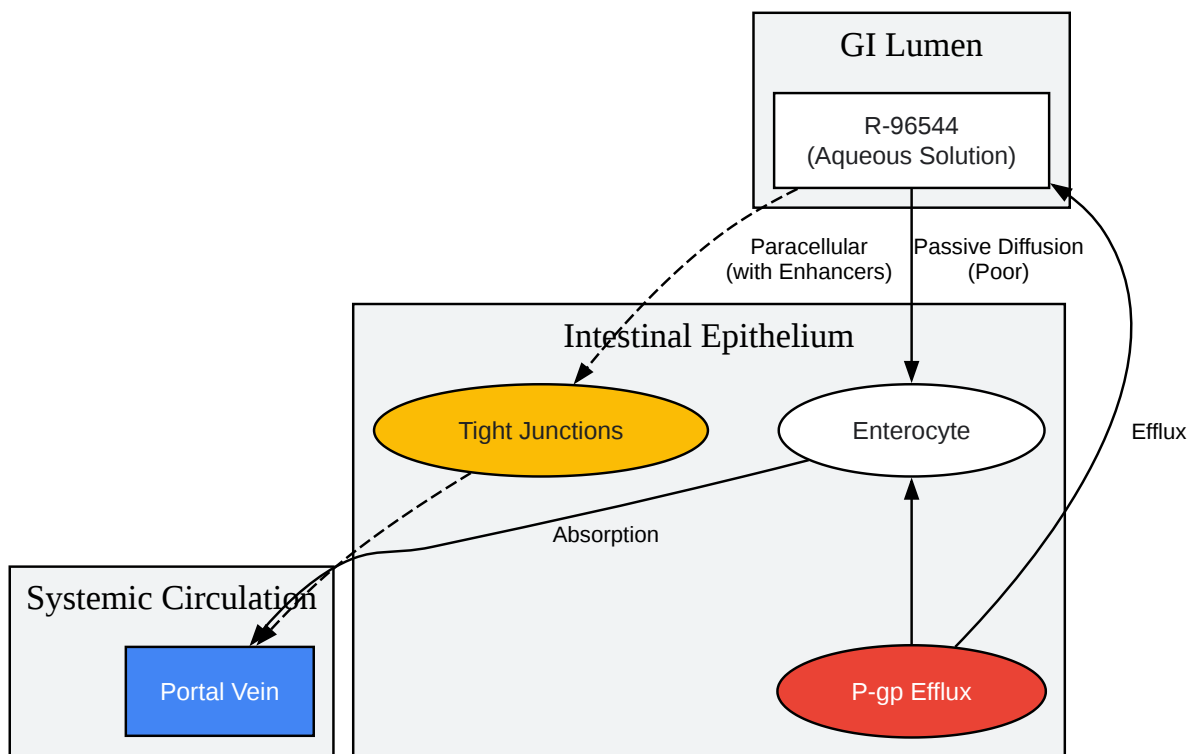 GI Lumen
R-96544
(Aqueous Solution)
Paracellular
(with Enhancers)
Passive Diffusion
(Poor)
Intestinal Epithelium
Tight Junctions
Enterocyte
Efflux
Absorption
Systemic Circulation
Portal Vein
P-gp Efflux